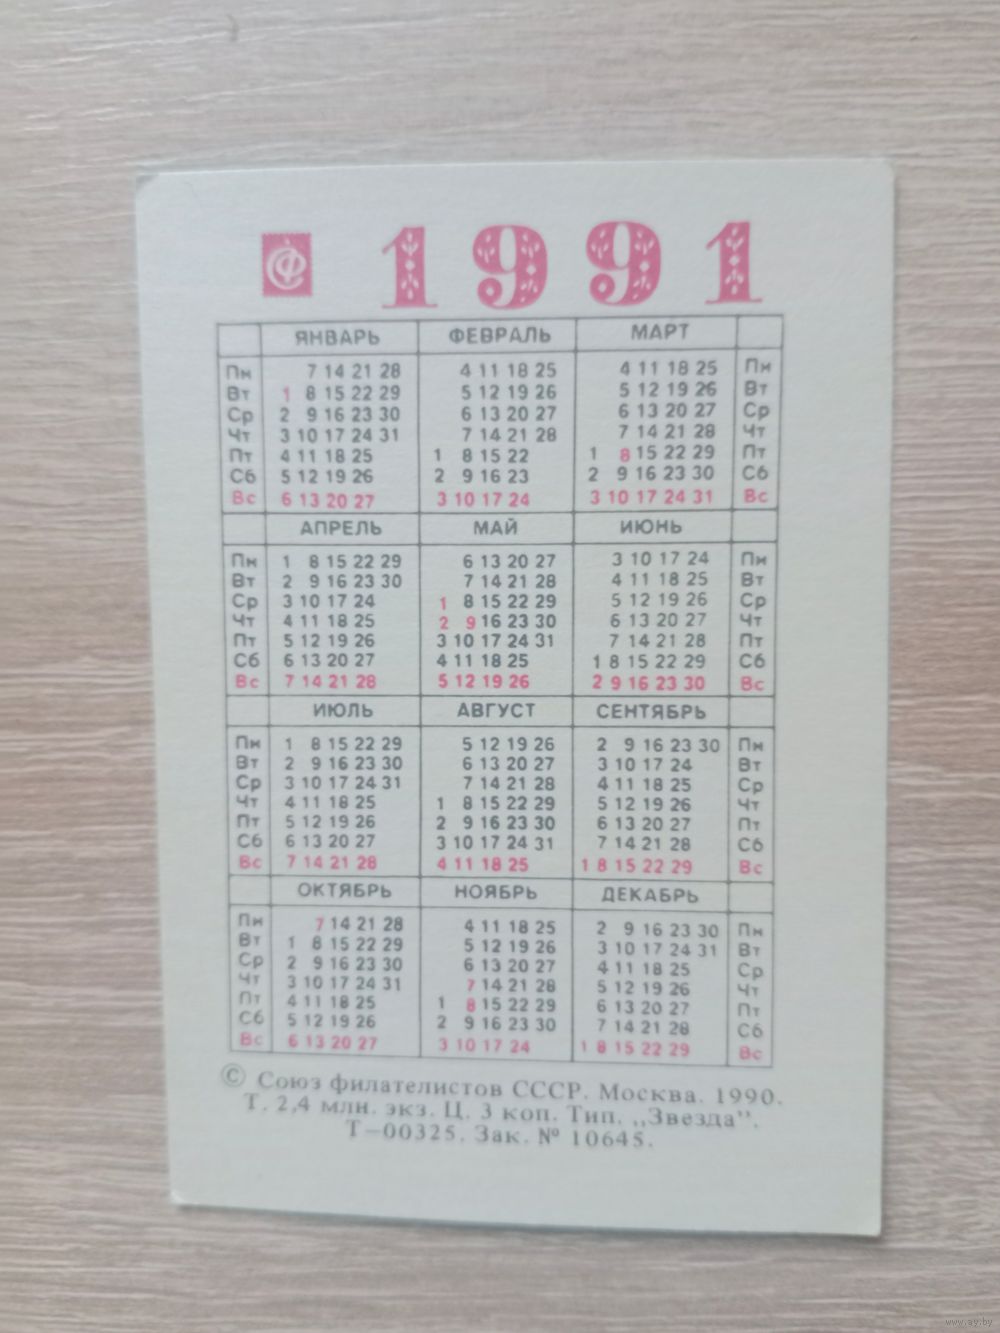 1991
ЯНВАРЬ ФЕВРАЛЬ МАРТ
Пн 7 14 21 28 4 11 18 25 4 11 18 25 Пн
Вт 1 8 15 22 29 5 12 19 26 5 12 19 26 Вт
Ср 2 9 16 23 30 6 13 20 27 6 13 20 27 Ср
Чт 3 10 17 24 31 7 14 21 28 7 14 21 28 Чт
Пт 4 11 18 25 1 8 15 22 1 8 15 22 29 Пт
Сб 5 12 19 26 2 9 16 23 2 9 16 23 30 Сб
Вс 6 13 20 27 3 10 17 24 3 10 17 24 31 Вс
АПРЕЛЬ МАЙ ИЮНЬ
Пн 1 8 15 22 29 6 13 20 27 3 10 17 24 Пн
Вт 2 9 16 23 30 7 14 21 28 4 11 18 25 Вт
Ср 3 10 17 24 1 8 15 22 29 5 12 19 26 Ср
Чт 4 11 18 25 2 9 16 23 30 6 13 20 27 Чт
Пт 5 12 19 26 3 10 17 24 31 7 14 21 28 Пт
Сб 6 13 20 27 4 11 18 25 1 8 15 22 29 Сб
Вс 7 14 21 28 5 12 19 26 2 9 16 23 30 Вс
ИЮЛЬ АВГУСТ СЕНТЯБРЬ
Пн 1 8 15 22 29 5 12 19 26 2 9 16 23 30 Пн
Вт 2 9 16 23 30 6 13 20 27 3 10 17 24 Вт
Ср 3 10 17 24 31 7 14 21 28 4 11 18 25 Ср
Чт 4 11 18 25 1 8 15 22 29 5 12 19 26 Чт
Пт 5 12 19 26 2 9 16 23 30 6 13 20 27 Пт
Сб 6 13 20 27 3 10 17 24 31 7 14 21 28 Сб
Вс 7 14 21 28 4 11 18 25 1 8 15 22 29 Вс
ОКТЯБРЬ НОЯБРЬ ДЕКАБРЬ
Пн 7 14 21 28 4 11 18 25 2 9 16 23 30 Пн
Вт 1 8 15 22 29 5 12 19 26 3 10 17 24 31 Вт
Ср 2 9 16 23 30 6 13 20 27 4 11 18 25 Ср
Чт 3 10 17 24 31 7 14 21 28 5 12 19 26 Чт
Пт 4 11 18 25 1 8 15 22 29 6 13 20 27 Пт
Сб 5 12 19 26 2 9 16 23 30 7 14 21 28 Сб
Вс 6 13 20 27 3 10 17 24 1 8 15 22 29 Вс
© Союз филателистов СССР. Москва. 1990.
Т. 2,4 млн. экз. Ц. 3 коп. Тип. „Звезда".
Т—00325. Зак. № 10645.
www.ay.by